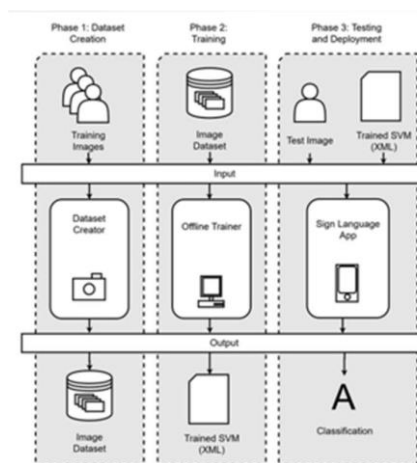 Phase 1: Dataset
Creation
Phase 2:
Training
Phase 3: Testing
and Deployment
Training
Images
Image
Dataset
Test Image
Trained SVM
(XML)
Input
Dataset
Creator
Offline Trainer
Sign Language
App
Output
Image
Dataset
Trained SVM
(XML)
A
Classification